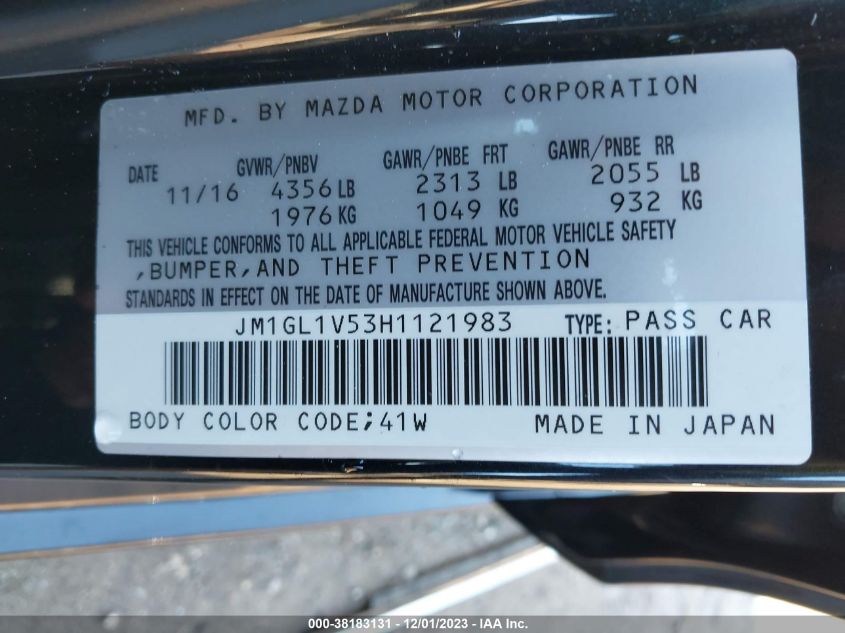 MFD. BY MAZDA MOTOR CORPORATION
DATE GVWR/PNBV GAWR/PNBE FRT GAWR/PNBE RR
11/16 4356 LB 2313 LB 2055 LB
1976 KG 1049 KG 932 KG
THIS VEHICLE CONFORMS TO ALL APPLICABLE FEDERAL MOTOR VEHICLE SAFETY
,BUMPER,AND THEFT PREVENTION
STANDARDS IN EFFECT ON THE DATE OF MANUFACTURE SHOWN ABOVE.
JM1GL1V53H1121983 TYPE: PASS CAR
BODY COLOR CODE;41W MADE IN JAPAN
000-38183131 - 12/01/2023 - IAA Inc.